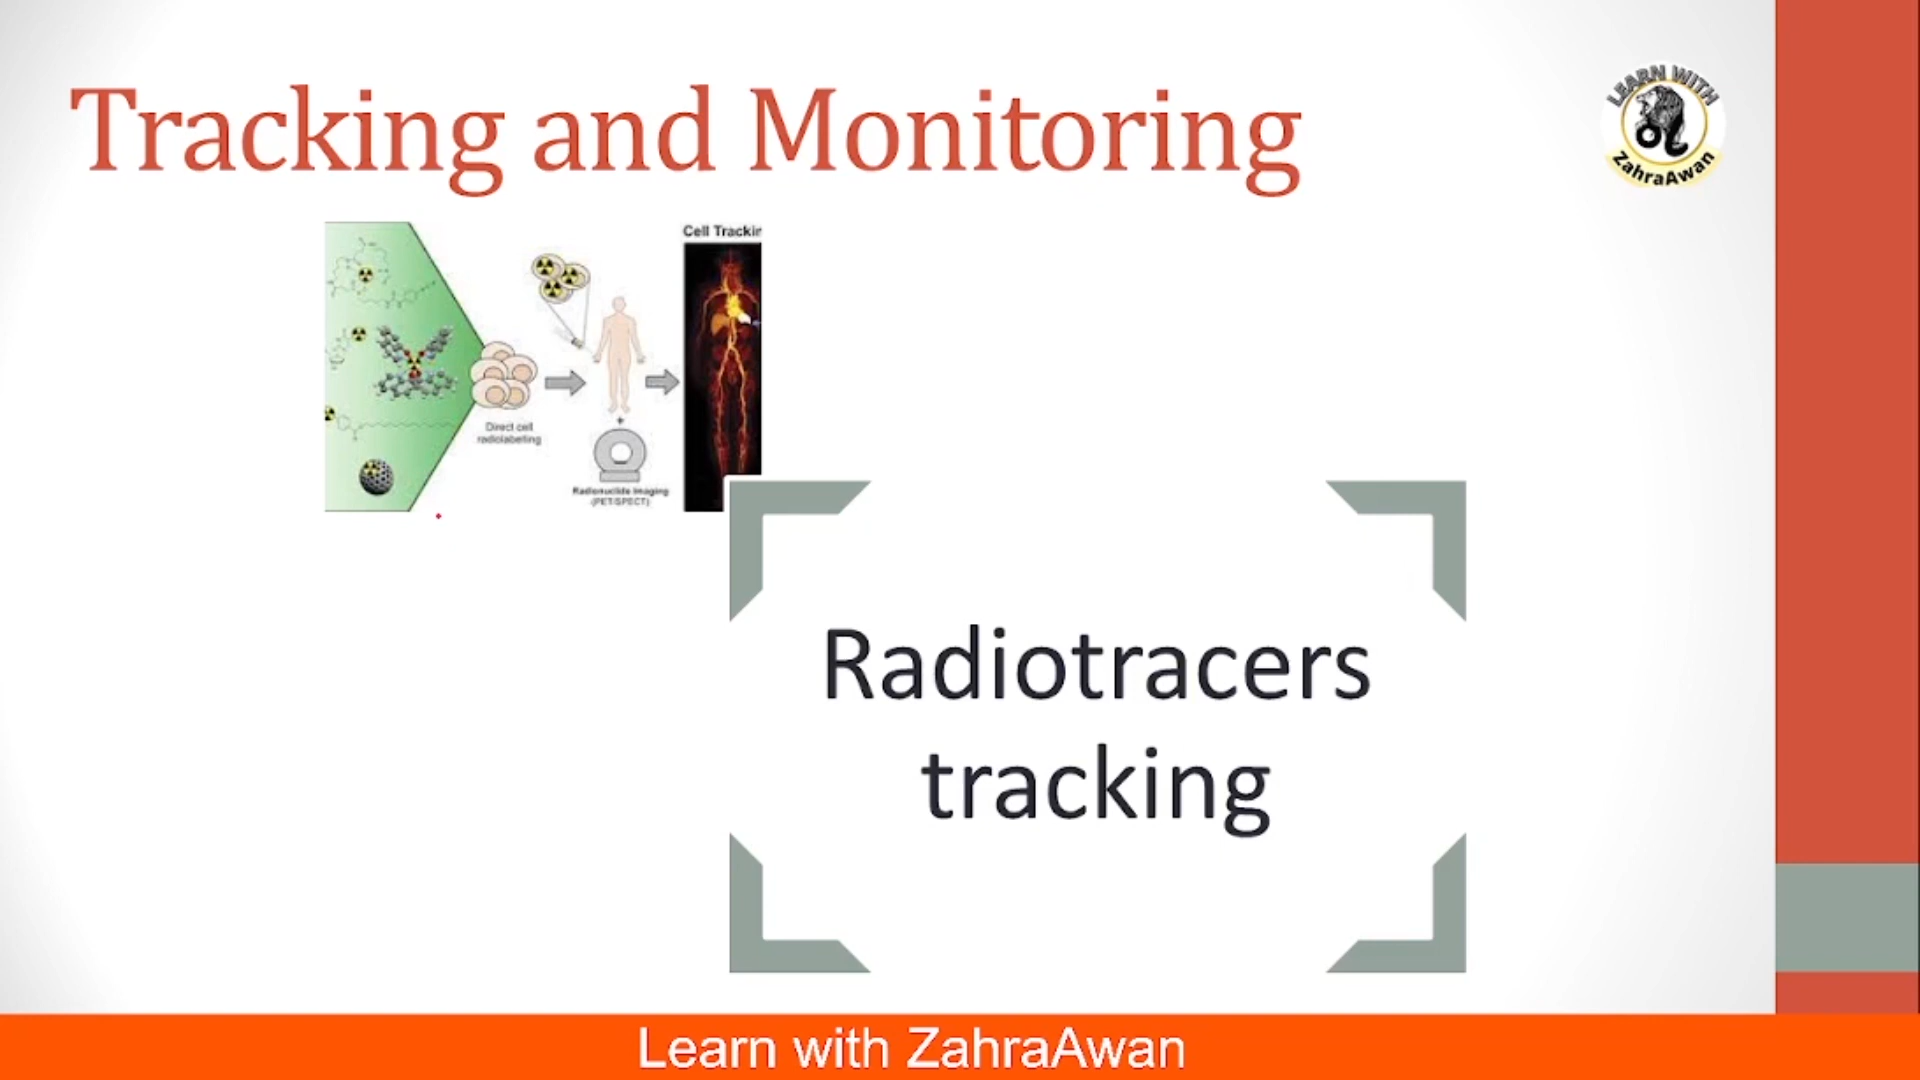 Tracking and Monitoring
LEARN WITH
ZahraAwan
Cell Trackin
Direct cell
radiolabeling
Radionuclide Imaging
(PET/SPECT)
Radiotracers
tracking
Learn with ZahraAwan